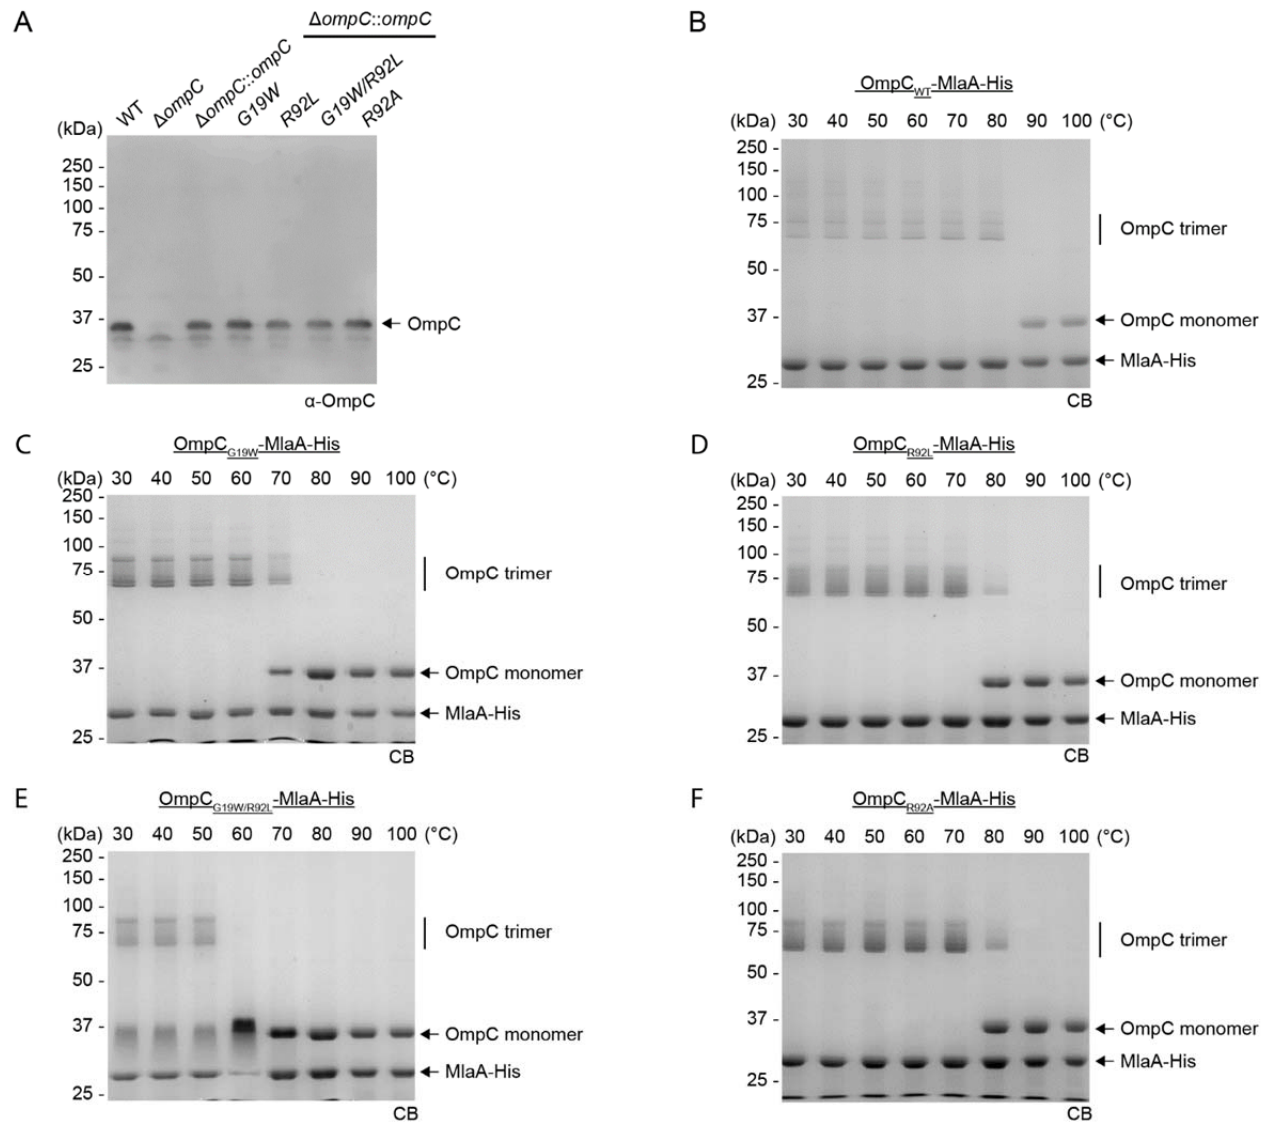 A
ΔompC::ompC
WT ΔompC ΔompC::ompC G19W R92L G19W/R92L R92A
(kDa)
250 -
150 -
100 -
75 -
50 -
37 -
25 -
OmpC
α-OmpC
B
OmpCWT-MlaA-His
(kDa) 30 40 50 60 70 80 90 100 (°C)
250 -
150 -
100 -
75 -
50 -
37 -
25 -
OmpC trimer
OmpC monomer
MlaA-His
CB
C
OmpCG19W-MlaA-His
(kDa) 30 40 50 60 70 80 90 100 (°C)
250 -
150 -
100 -
75 -
50 -
37 -
25 -
OmpC trimer
OmpC monomer
MlaA-His
CB
D
OmpCR92L-MlaA-His
(kDa) 30 40 50 60 70 80 90 100 (°C)
250 -
150 -
100 -
75 -
50 -
37 -
25 -
OmpC trimer
OmpC monomer
MlaA-His
CB
E
OmpCG19W/R92L-MlaA-His
(kDa) 30 40 50 60 70 80 90 100 (°C)
250 -
150 -
100 -
75 -
50 -
37 -
25 -
OmpC trimer
OmpC monomer
MlaA-His
CB
F
OmpCR92A-MlaA-His
(kDa) 30 40 50 60 70 80 90 100 (°C)
250 -
150 -
100 -
75 -
50 -
37 -
25 -
OmpC trimer
OmpC monomer
MlaA-His
CB